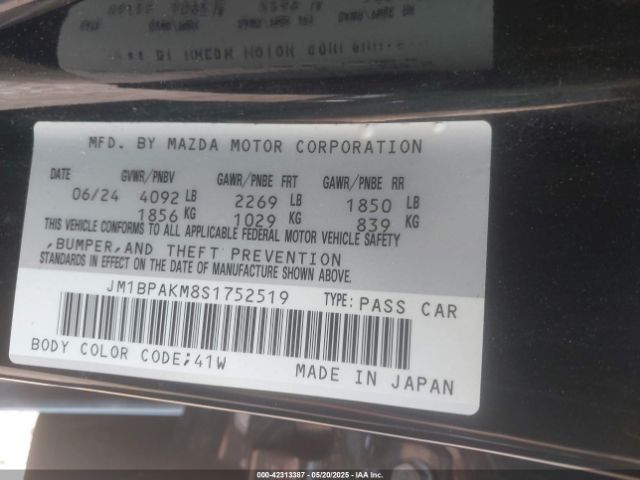 MFD. BY MAZDA MOTOR CORPORATION
DATE GVWR/PNBV GAWR/PNBE FRT GAWR/PNBE RR
06/24 4092 LB 2269 LB 1850 LB
1856 KG 1029 KG 839 KG
THIS VEHICLE CONFORMS TO ALL APPLICABLE FEDERAL MOTOR VEHICLE SAFETY
,BUMPER,AND THEFT PREVENTION
STANDARDS IN EFFECT ON THE DATE OF MANUFACTURE SHOWN ABOVE.
JM1BPAKM8S1752519 TYPE: PASS CAR
BODY COLOR CODE;41W MADE IN JAPAN
000-42313387 - 05/20/2025 - IAAI.COM